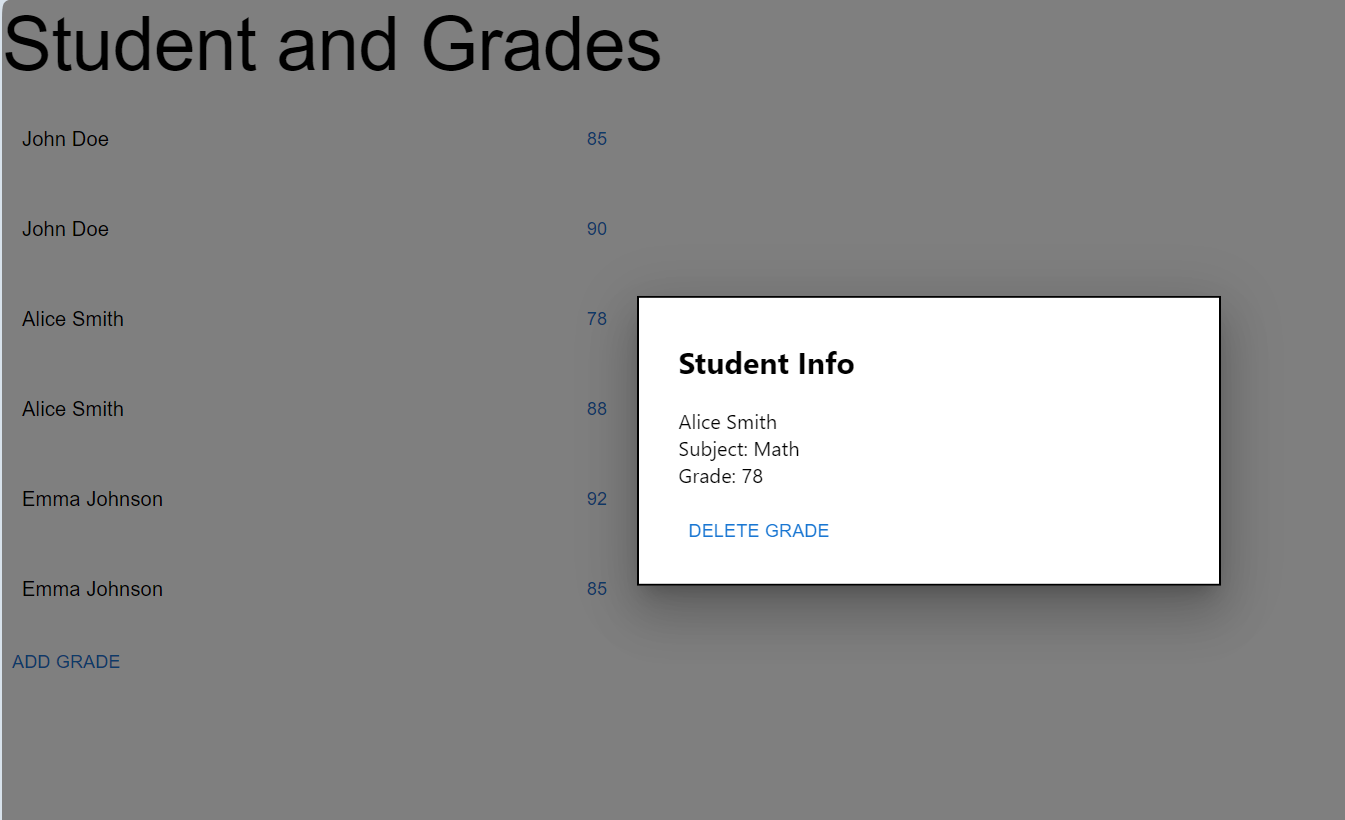 Student and Grades
John Doe 85
John Doe 90
Alice Smith 78
Alice Smith 88
Emma Johnson 92
Emma Johnson 85
ADD GRADE
Student Info
Alice Smith
Subject: Math
Grade: 78
DELETE GRADE